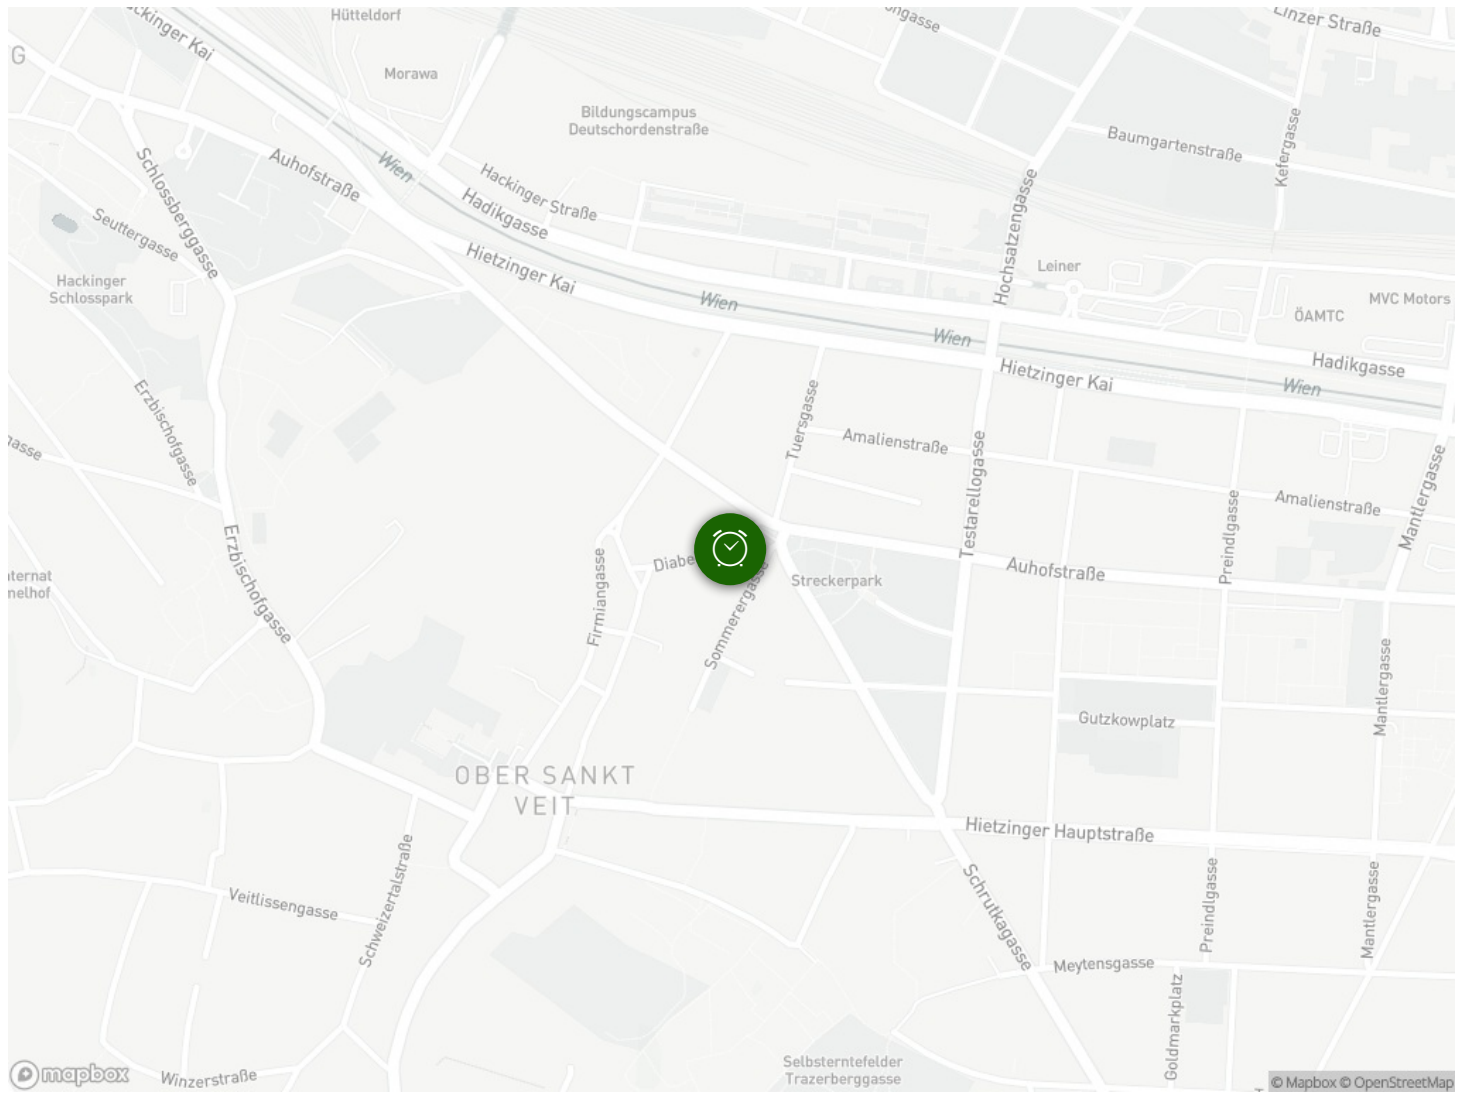 Hütteldorf
Linzer Straße
Morawa
Bildungscampus
Deutschordenstraße
Baumgartenstraße
Kefergasse
Wien
Auhofstraße
Hackinger Straße
Hadikgasse
Schlossberggasse
Seuttergasse
Hietzinger Kai
Hochsatzengasse
Hackinger
Schlosspark
Leiner
MVC Motors
ÖAMTC
Wien
Wien
Hadikgasse
Hietzinger Kai
Wien
Erzbischofgasse
Tuersgasse
Amalienstraße
Testarellogasse
Mantlergasse
Amalienstraße
Preindlgasse
Erzbischofgasse
Firmiangasse
Sommerergasse
Streckerpark
Auhofstraße
Mantlergasse
Gutzkowplatz
OBER SANKT
VEIT
Hietzinger Hauptstraße
Schweizertalstraße
Veitlissengasse
Schrutkagasse
Preindlgasse
Mantlergasse
Meytensgasse
Goldmarkplatz
Selbsterntefelder
Trazerberggasse
Winzerstraße
mapbox
© Mapbox © OpenStreetMap